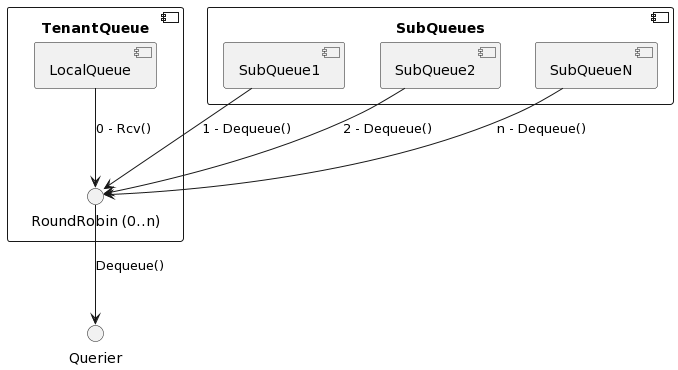 TenantQueue
SubQueues
LocalQueue
SubQueue1
SubQueue2
SubQueueN
0 - Rcv()
1 - Dequeue()
2 - Dequeue()
n - Dequeue()
RoundRobin (0..n)
Dequeue()
Querier